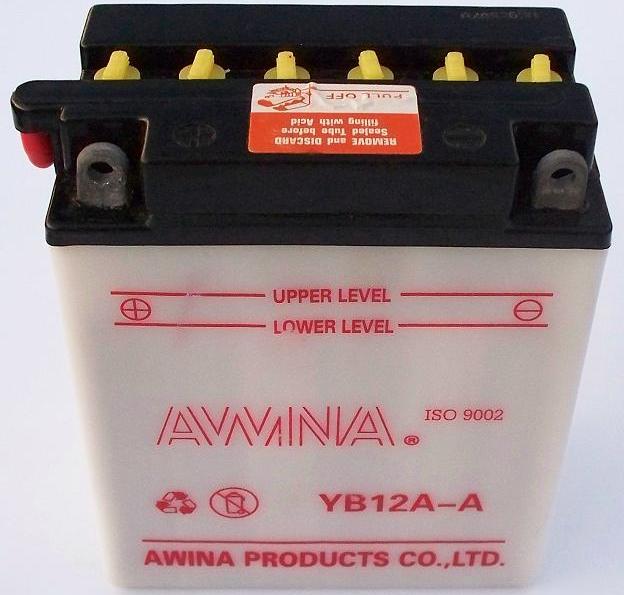 PULL OFF
REMOVE and DISCARD
Sealed Tube before
filling with Acid
UPPER LEVEL
LOWER LEVEL
AWINA ®
ISO 9002
YB12A-A
AWINA PRODUCTS CO.,LTD.